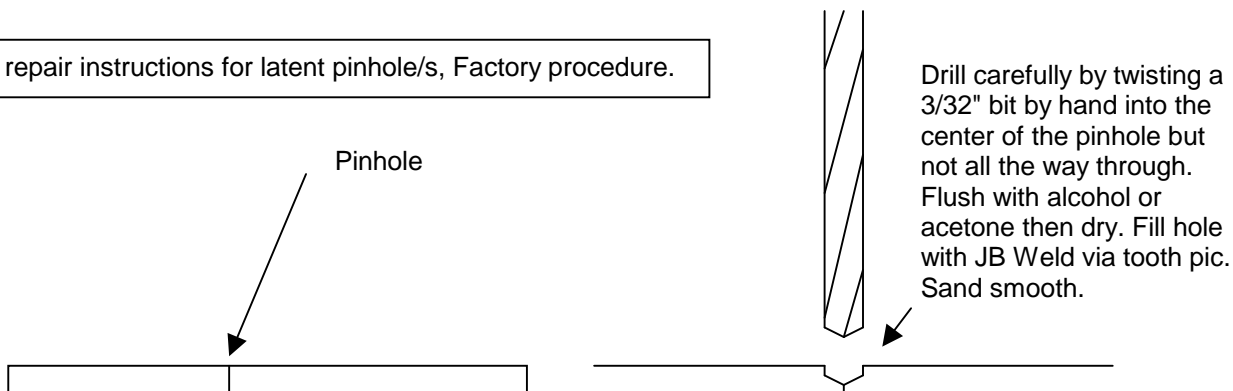 repair instructions for latent pinhole/s, Factory procedure.
Pinhole
Drill carefully by twisting a
3/32" bit by hand into the
center of the pinhole but
not all the way through.
Flush with alcohol or
acetone then dry. Fill hole
with JB Weld via tooth pic.
Sand smooth.